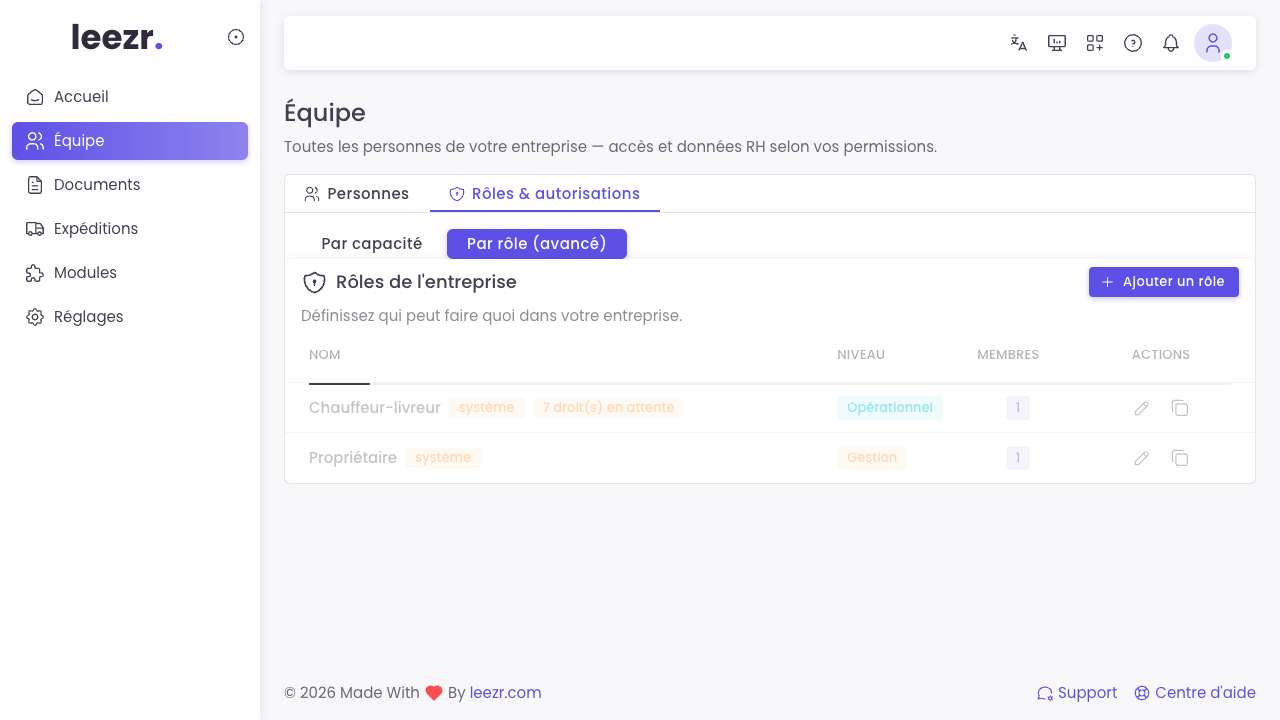 leezr.
Accueil
Équipe
Documents
Expéditions
Modules
Réglages
Équipe
Toutes les personnes de votre entreprise — accès et données RH selon vos permissions.
Personnes
Rôles & autorisations
Par capacité
Par rôle (avancé)
Rôles de l'entreprise
Ajouter un rôle
Définissez qui peut faire quoi dans votre entreprise.
NOM NIVEAU MEMBRES ACTIONS
Chauffeur-livreur système 7 droit(s) en attente Opérationnel 1
Propriétaire système Gestion 1
© 2026 Made With By leezr.com
Support
Centre d'aide